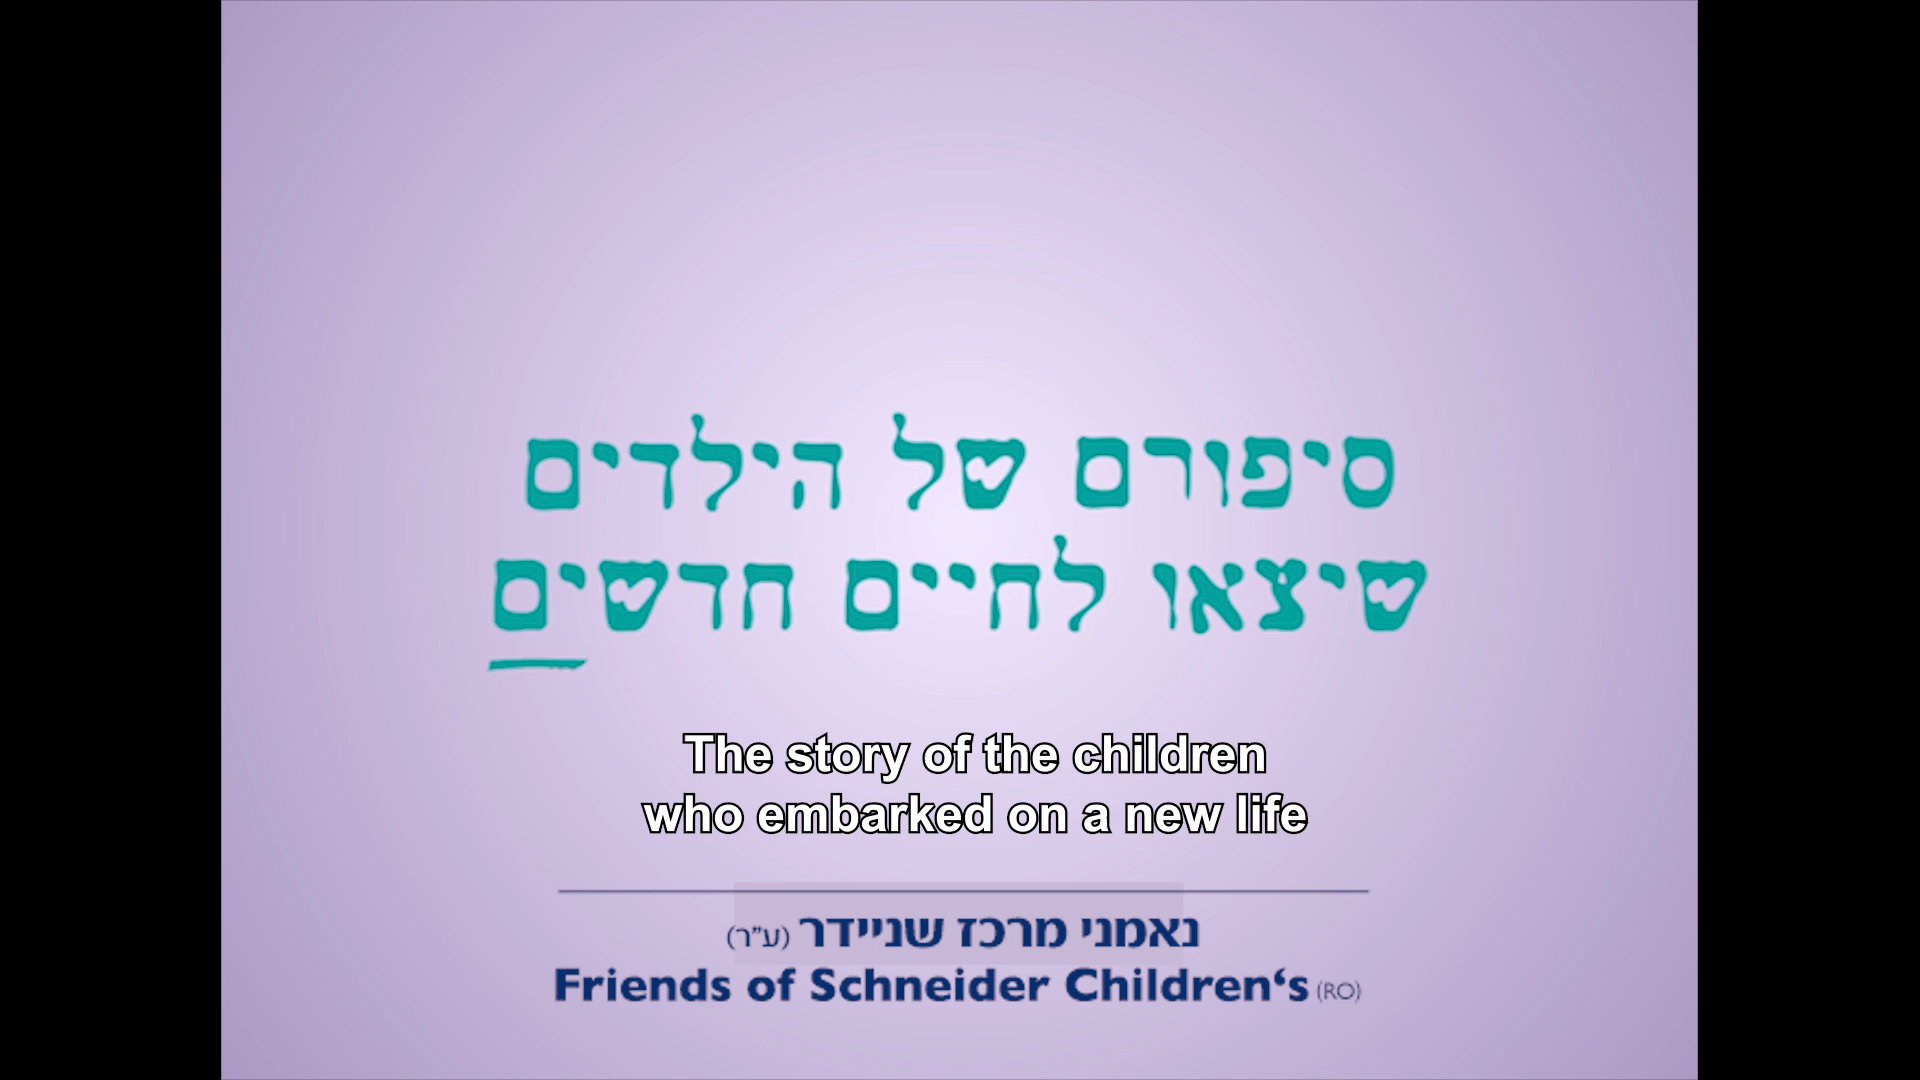 סיפורם של הילדים
שיצאו לחיים חדשים
The story of the children
who embarked on a new life
נאמני מרכז שניידר (ע"ר)
Friends of Schneider Children‘s (RO)